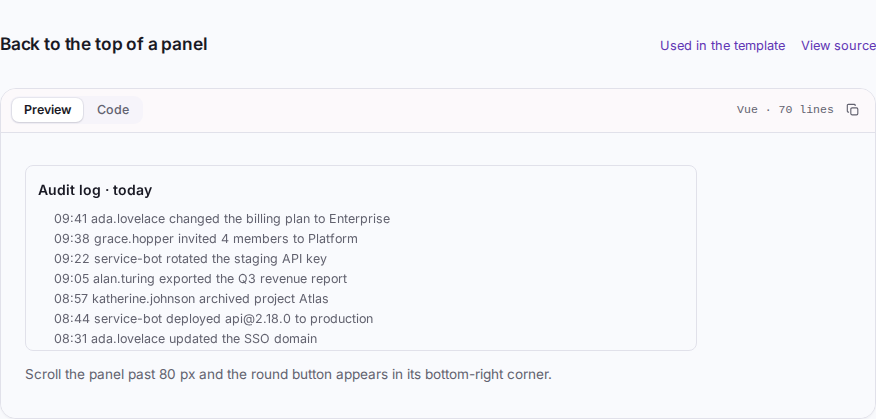 Back to the top of a panel
Used in the template
View source
Preview
Code
Vue · 70 lines
Audit log · today
09:41 ada.lovelace changed the billing plan to Enterprise
09:38 grace.hopper invited 4 members to Platform
09:22 service-bot rotated the staging API key
09:05 alan.turing exported the Q3 revenue report
08:57 katherine.johnson archived project Atlas
08:44 service-bot deployed api@2.18.0 to production
08:31 ada.lovelace updated the SSO domain
Scroll the panel past 80 px and the round button appears in its bottom-right corner.